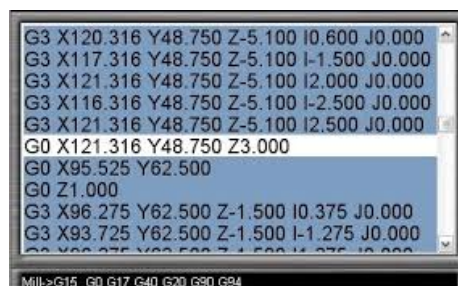 G3 X120.316 Y48.750 Z-5.100 I0.600 J0.000
G3 X117.316 Y48.750 Z-5.100 I-1.500 J0.000
G3 X121.316 Y48.750 Z-5.100 I2.000 J0.000
G3 X116.316 Y48.750 Z-5.100 I-2.500 J0.000
G3 X121.316 Y48.750 Z-5.100 I2.500 J0.000
G0 X121.316 Y48.750 Z3.000
G0 X95.525 Y62.500
G0 Z1.000
G3 X96.275 Y62.500 Z-1.500 I0.375 J0.000
G3 X93.725 Y62.500 Z-1.500 I-1.275 J0.000
Mill->G15 G0 G17 G40 G20 G90 G94